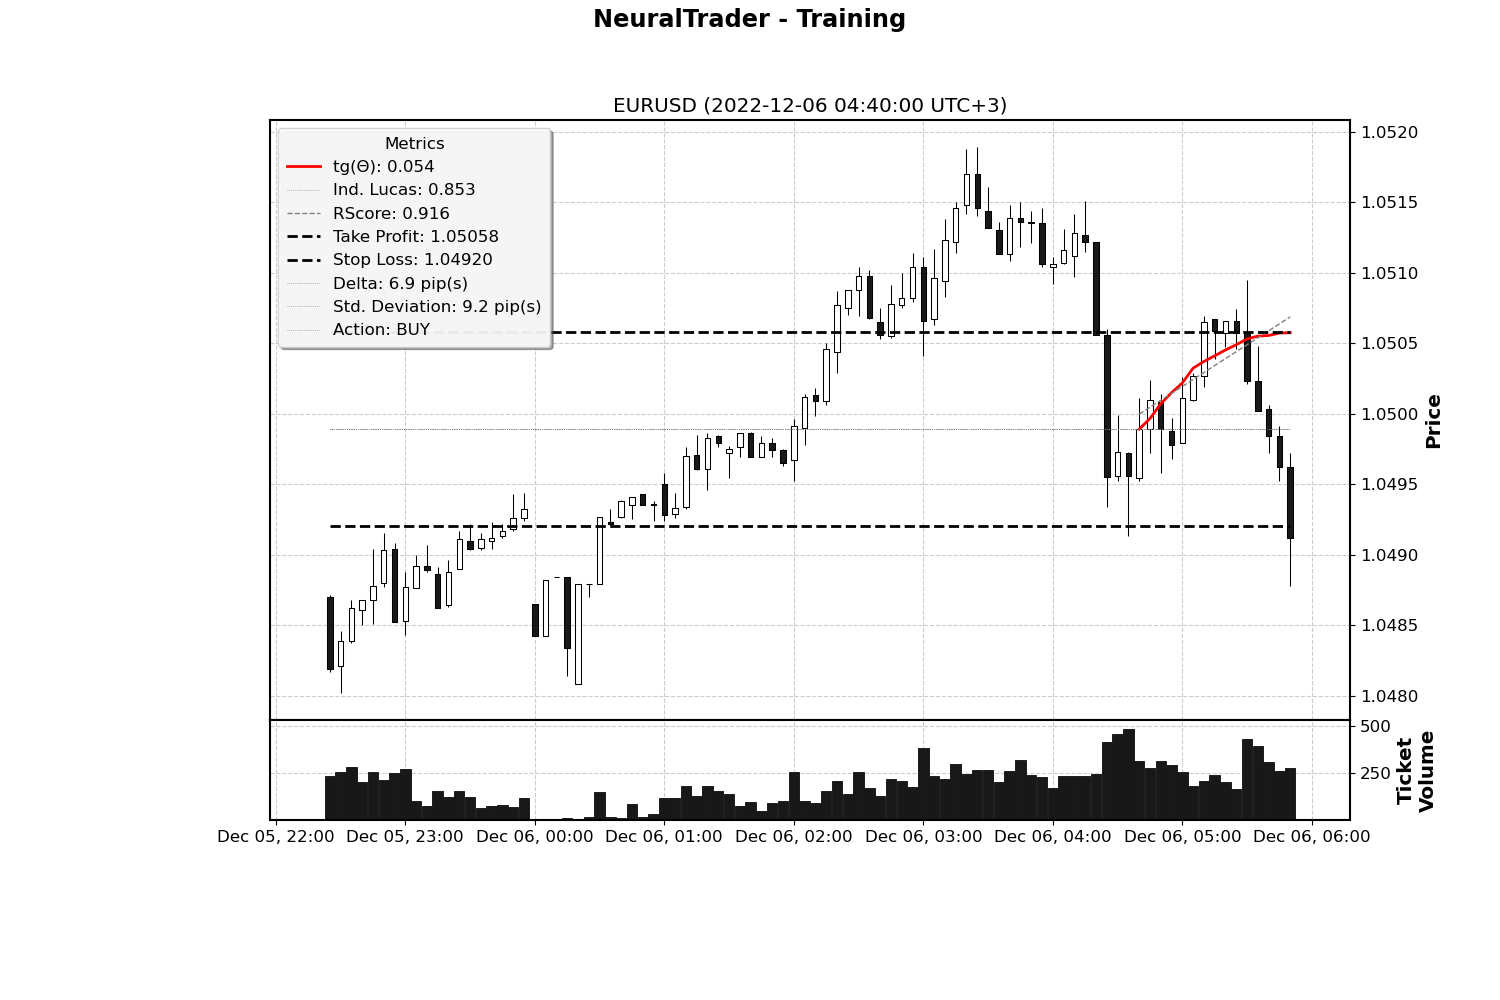 NeuralTrader - Training
EURUSD (2022-12-06 04:40:00 UTC+3)
Metrics
tg(Θ): 0.054
Ind. Lucas: 0.853
RScore: 0.916
Take Profit: 1.05058
Stop Loss: 1.04920
Delta: 6.9 pip(s)
Std. Deviation: 9.2 pip(s)
Action: BUY
1.0520
1.0515
1.0510
1.0505
1.0500
1.0495
1.0490
1.0485
1.0480
Price
500
250
Ticket
Volume
Dec 05, 22:00
Dec 05, 23:00
Dec 06, 00:00
Dec 06, 01:00
Dec 06, 02:00
Dec 06, 03:00
Dec 06, 04:00
Dec 06, 05:00
Dec 06, 06:00